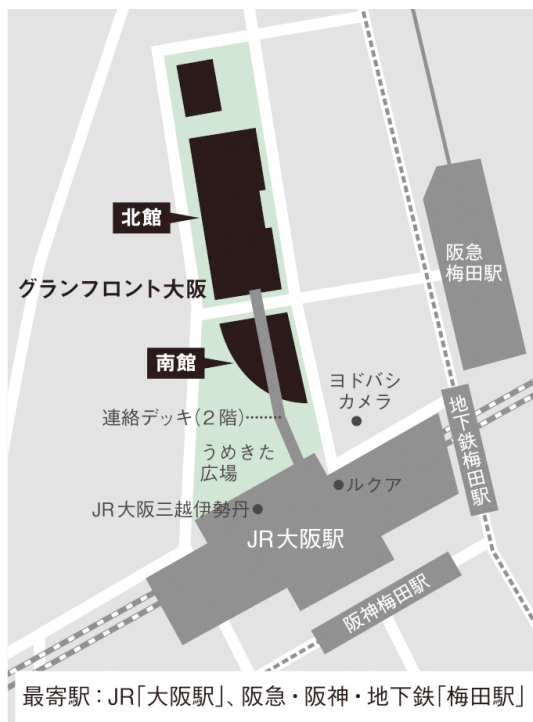 北館
グランフロント大阪
南館
連絡デッキ(2階)
うめきた
広場
JR大阪三越伊勢丹
ヨドバシ
カメラ
ルクア
JR大阪駅
阪急
梅田駅
地下鉄梅田駅
阪神梅田駅
最寄駅:JR「大阪駅」、阪急・阪神・地下鉄「梅田駅」